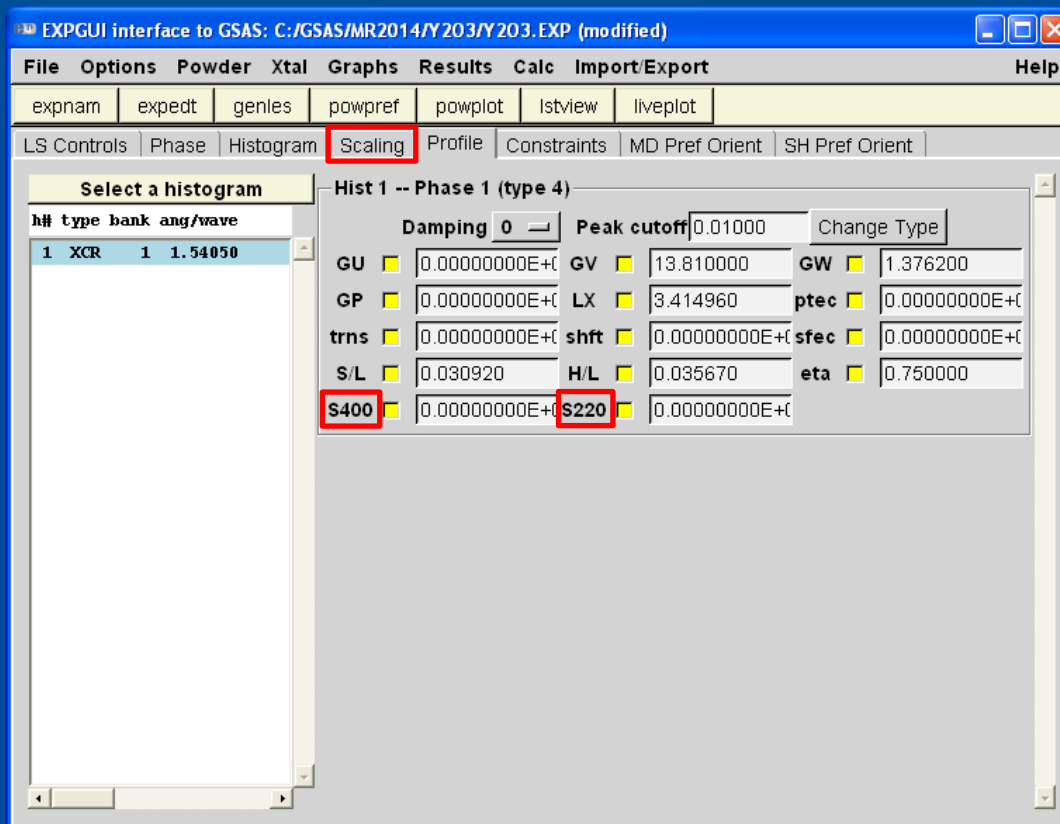 EXPGUI interface to GSAS: C:/GSAS/MR2014/Y2O3/Y2O3.EXP (modified)
File Options Powder Xtal Graphs Results Calc Import/Export Help
expnam expedt genles powpref powplot lstview liveplot
LS Controls Phase Histogram Scaling Profile Constraints MD Pref Orient SH Pref Orient
Select a histogram
h# type bank ang/wave
1 XCR 1 1.54050
Hist 1 -- Phase 1 (type 4)
Damping 0 Peak cutoff 0.01000 Change Type
GU 0.00000000E+0 GV 13.810000 GW 1.376200
GP 0.00000000E+0 LX 3.414960 ptec 0.00000000E+0
trns 0.00000000E+0 shft 0.00000000E+0 sfec 0.00000000E+0
S/L 0.030920 H/L 0.035670 eta 0.750000
S400 0.00000000E+0 S220 0.00000000E+0